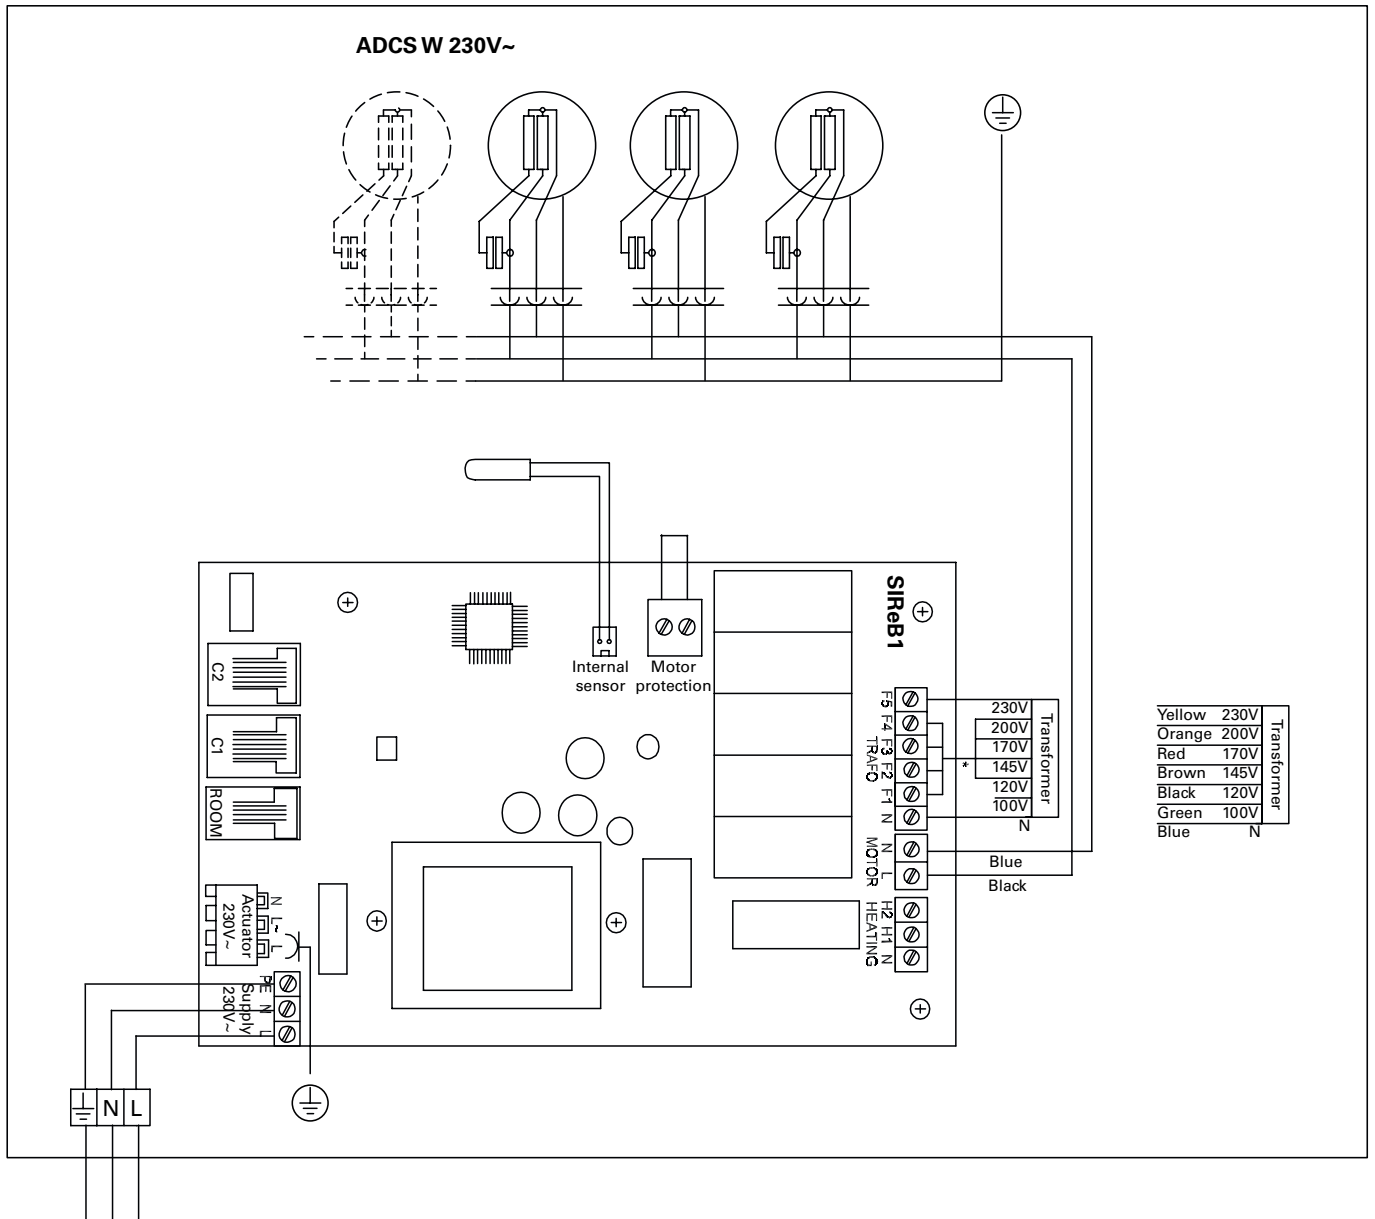 ADCS W 230V~
SIReB1
Internal
sensor
Motor
protection
C2
C1
ROOM
F5
F4
F3
F2
F1
N
TRAFO
230V
200V
170V
145V
120V
100V
N
*
Transformer
Yellow 230V
Orange 200V
Red 170V
Brown 145V
Black 120V
Green 100V
Blue N
Transformer
N
L
MOTOR
Blue
Black
H2
H1
N
HEATING
N
L~
L
Actuator
230V~
PE
N
L
Supply
230V~
N L